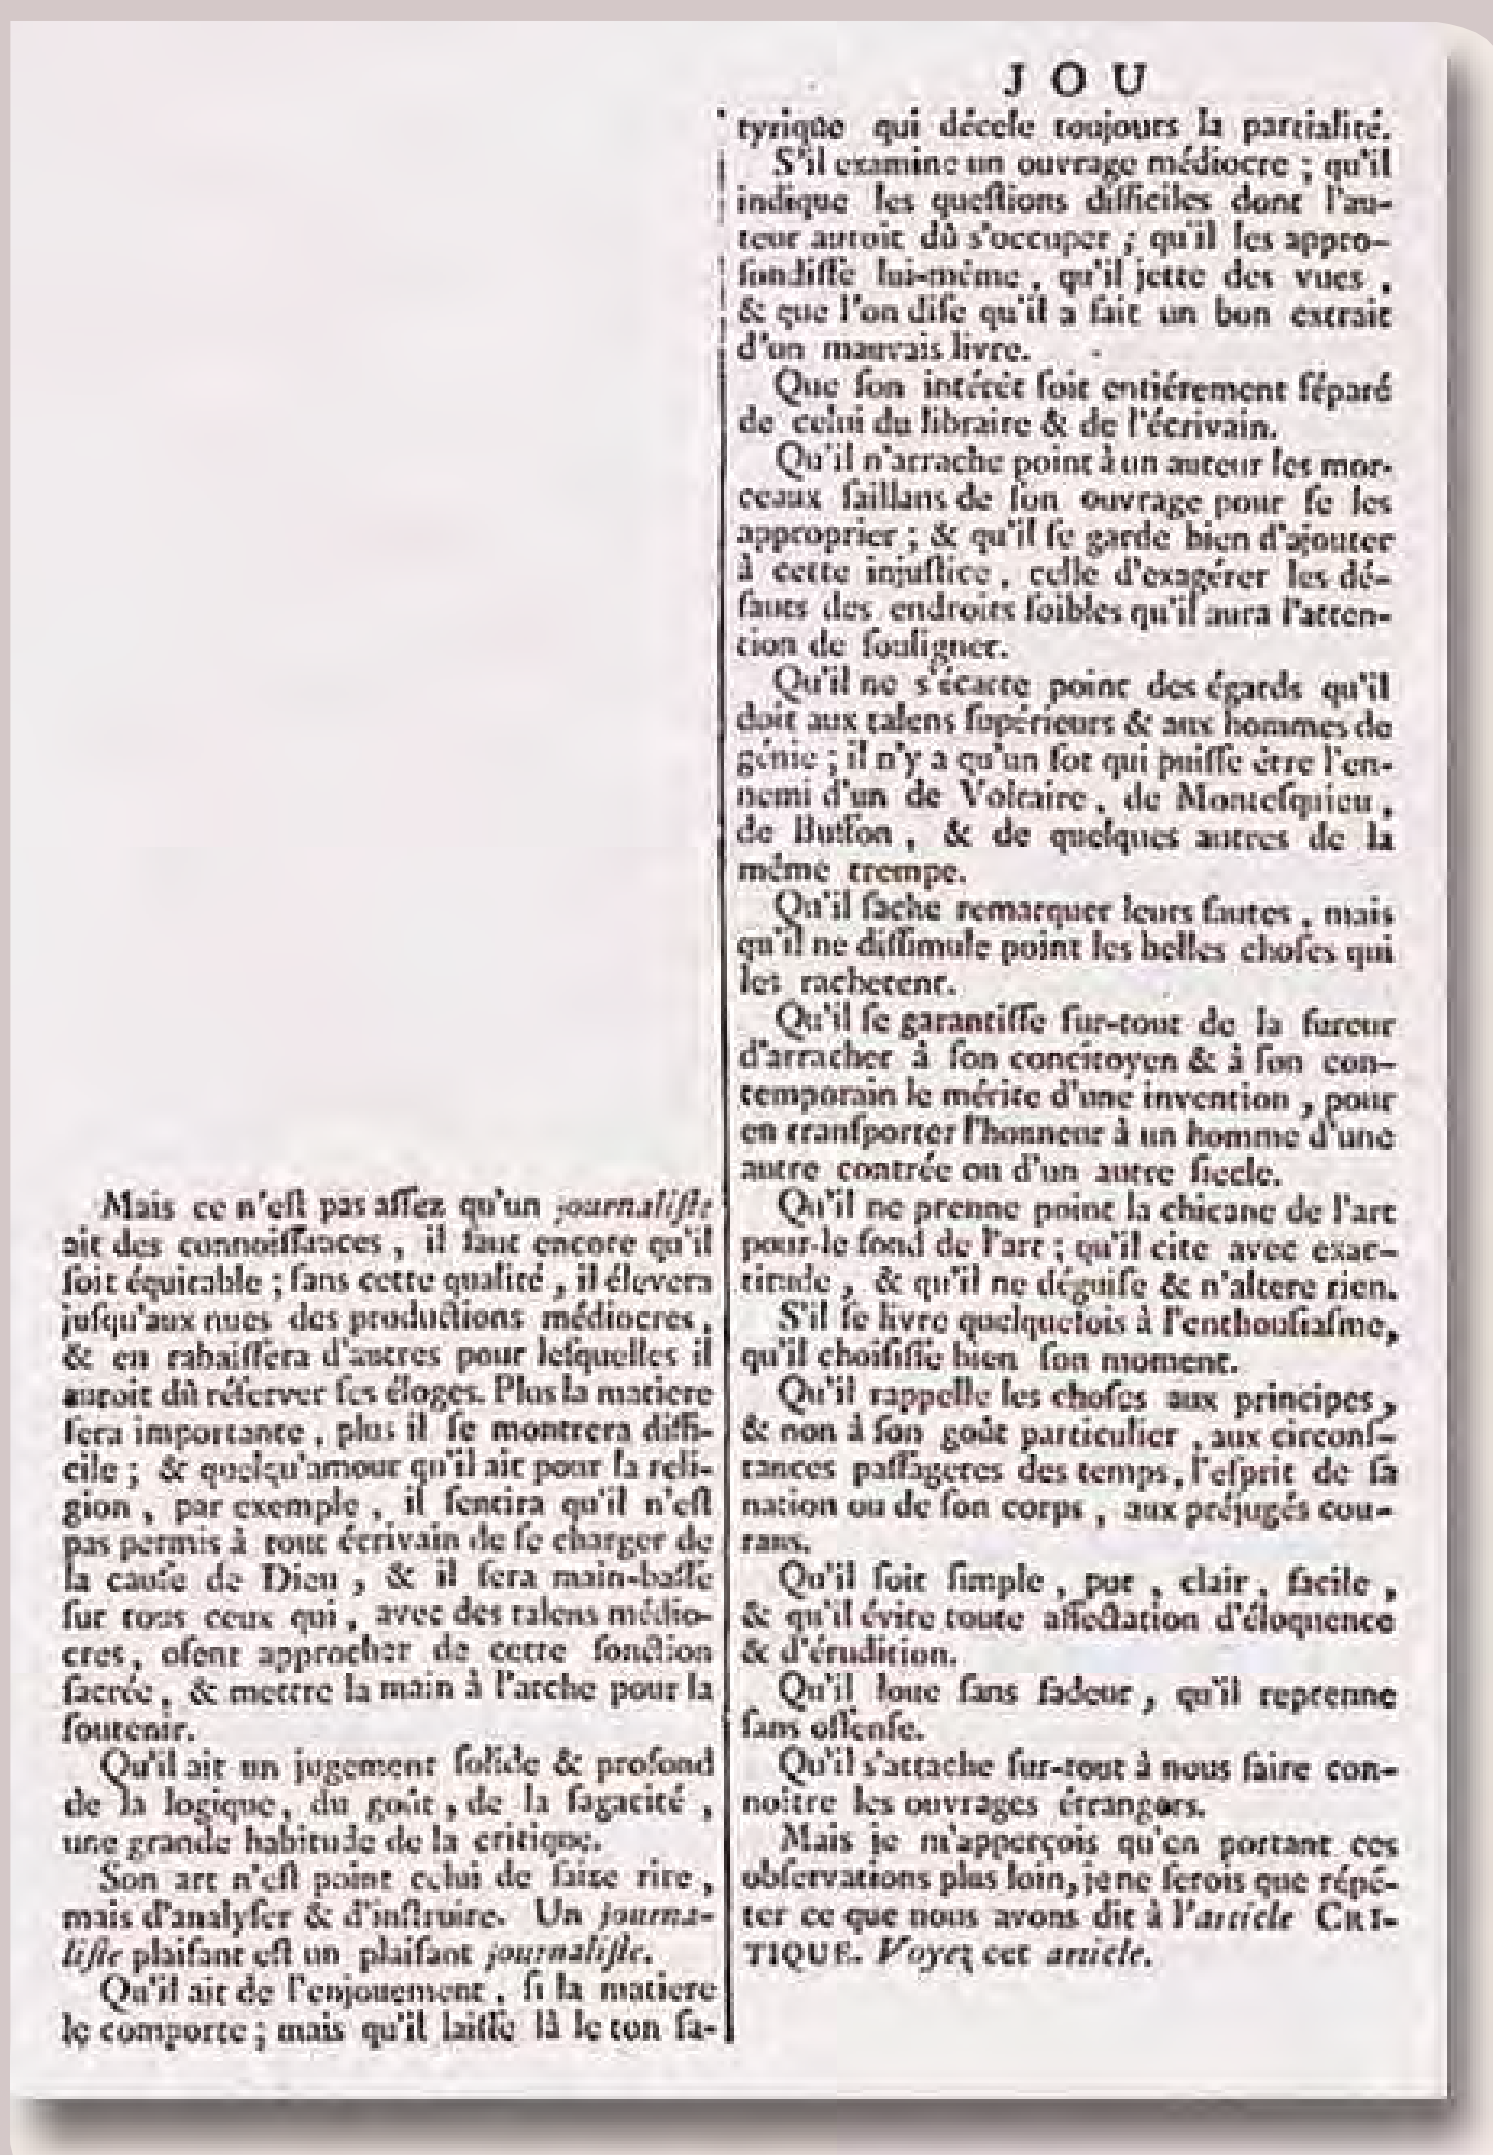 Mais ce n'eſt pas aſſez qu'un journaliſte
ait des connoiſſances, il faut encore qu'il
ſoit équitable ; ſans cette qualité, il élevera
juſqu'aux nues des productions médiocres,
& en rabaiſſera d'autres pour leſquelles il
auroit dû réſerver ſes éloges. Plus la matiere
ſera importante, plus il ſe montrera diffi-
cile ; & quelqu'amour qu'il ait pour la reli-
gion, par exemple, il ſentira qu'il n'eſt
pas permis à tout écrivain de ſe charger de
la cauſe de Dieu, & il fera main-baſſe
ſur tous ceux qui, avec des talens médio-
cres, oſent approcher de cette fonction
ſacrée, & mettre la main à l'arche pour la
ſoutenir.
Qu'il ait un jugement ſolide & profond
de la logique, du goût, de la ſagacité,
une grande habitude de la critique.
Son art n'eſt point celui de faire rire,
mais d'analyſer & d'inſtruire. Un journa-
liſte plaiſant eſt un plaiſant journaliſte.
Qu'il ait de l'enjouement, ſi la matiere
le comporte ; mais qu'il laiſſe là le ton ſa-
JOU
tyrique qui décele toujours la partialité.
S'il examine un ouvrage médiocre ; qu'il
indique les queſtions difficiles dont l'au-
teur auroit dû s'occuper ; qu'il les appro-
fondiſſe lui-même, qu'il jette des vues,
& que l'on diſe qu'il a fait un bon extrait
d'un mauvais livre.
Que ſon intérêt ſoit entiérement ſéparé
de celui du libraire & de l'écrivain.
Qu'il n'arrache point à un auteur les mor-
ceaux ſaillans de ſon ouvrage pour ſe les
approprier ; & qu'il ſe garde bien d'ajouter
à cette injuſtice, celle d'exagérer les dé-
fauts des endroits foibles qu'il aura l'atten-
tion de ſouligner.
Qu'il ne s'écarte point des égards qu'il
doit aux talens ſupérieurs & aux hommes de
génie ; il n'y a qu'un ſot qui puiſſe être l'en-
nemi d'un de Voltaire, de Monteſquieu,
de Buffon, & de quelques autres de la
même trempe.
Qu'il ſache remarquer leurs fautes, mais
qu'il ne diſſimule point les belles choſes qui
les rachetent.
Qu'il ſe garantiſſe ſur-tout de la fureur
d'arracher à ſon concitoyen & à ſon con-
temporain le mérite d'une invention, pour
en tranſporter l'honneur à un homme d'une
autre contrée ou d'un autre ſiecle.
Qu'il ne prenne point la chicane de l'art
pour le fond de l'art ; qu'il cite avec exac-
titude, & qu'il ne déguiſe & n'altere rien.
S'il ſe livre quelquefois à l'enthouſiaſme,
qu'il choiſiſſe bien ſon moment.
Qu'il rappelle les choſes aux principes,
& non à ſon goût particulier, aux circonſ-
tances paſſageres des temps, l'eſprit de ſa
nation ou de ſon corps, aux préjugés cou-
rans.
Qu'il ſoit ſimple, pur, clair, facile,
& qu'il évite toute affectation d'éloquence
& d'érudition.
Qu'il loue ſans fadeur, qu'il reprenne
ſans offenſe.
Qu'il s'attache ſur-tout à nous faire con-
noître les ouvrages étrangers.
Mais je m'apperçois qu'en portant ces
obſervations plus loin, je ne ferois que répé-
ter ce que nous avons dit à l'article CRI-
TIQUE. Voyez cet article.